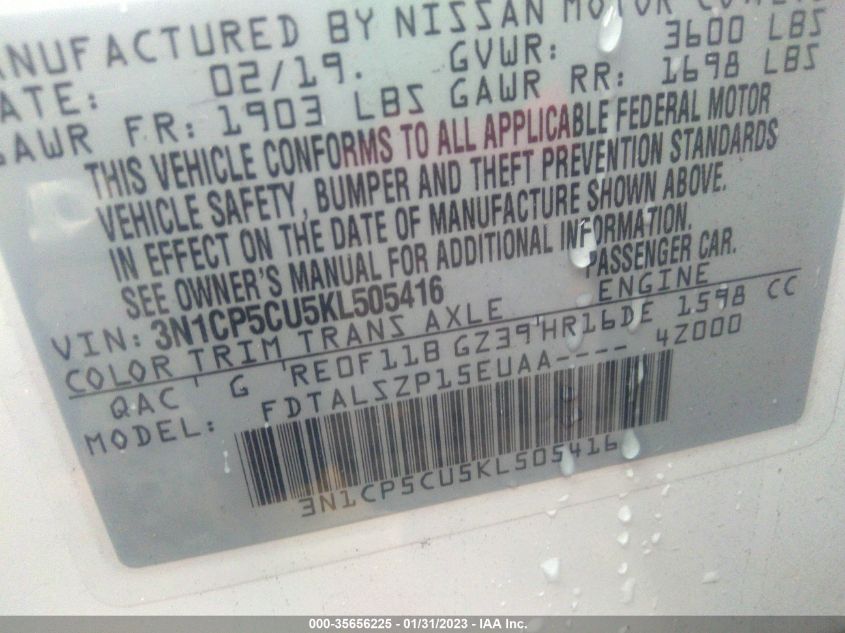 MANUFACTURED BY NISSAN MOTOR
DATE: 02/19. GVWR: 3600 LBS
GAWR FR: 1903 LBS GAWR RR: 1698 LBS
THIS VEHICLE CONFORMS TO ALL APPLICABLE FEDERAL MOTOR
VEHICLE SAFETY, BUMPER AND THEFT PREVENTION STANDARDS
IN EFFECT ON THE DATE OF MANUFACTURE SHOWN ABOVE.
SEE OWNER'S MANUAL FOR ADDITIONAL INFORMATION.
VIN: 3N1CP5CU5KL505416 PASSENGER CAR.
COLOR TRIM TRANS AXLE ENGINE
QAC G RE0F11B GZ39 HR16DE 1598 CC
MODEL: FDTALSZP15EUAA---- 4Z000
3N1CP5CU5KL505416
000-35656225 - 01/31/2023 - IAA Inc.